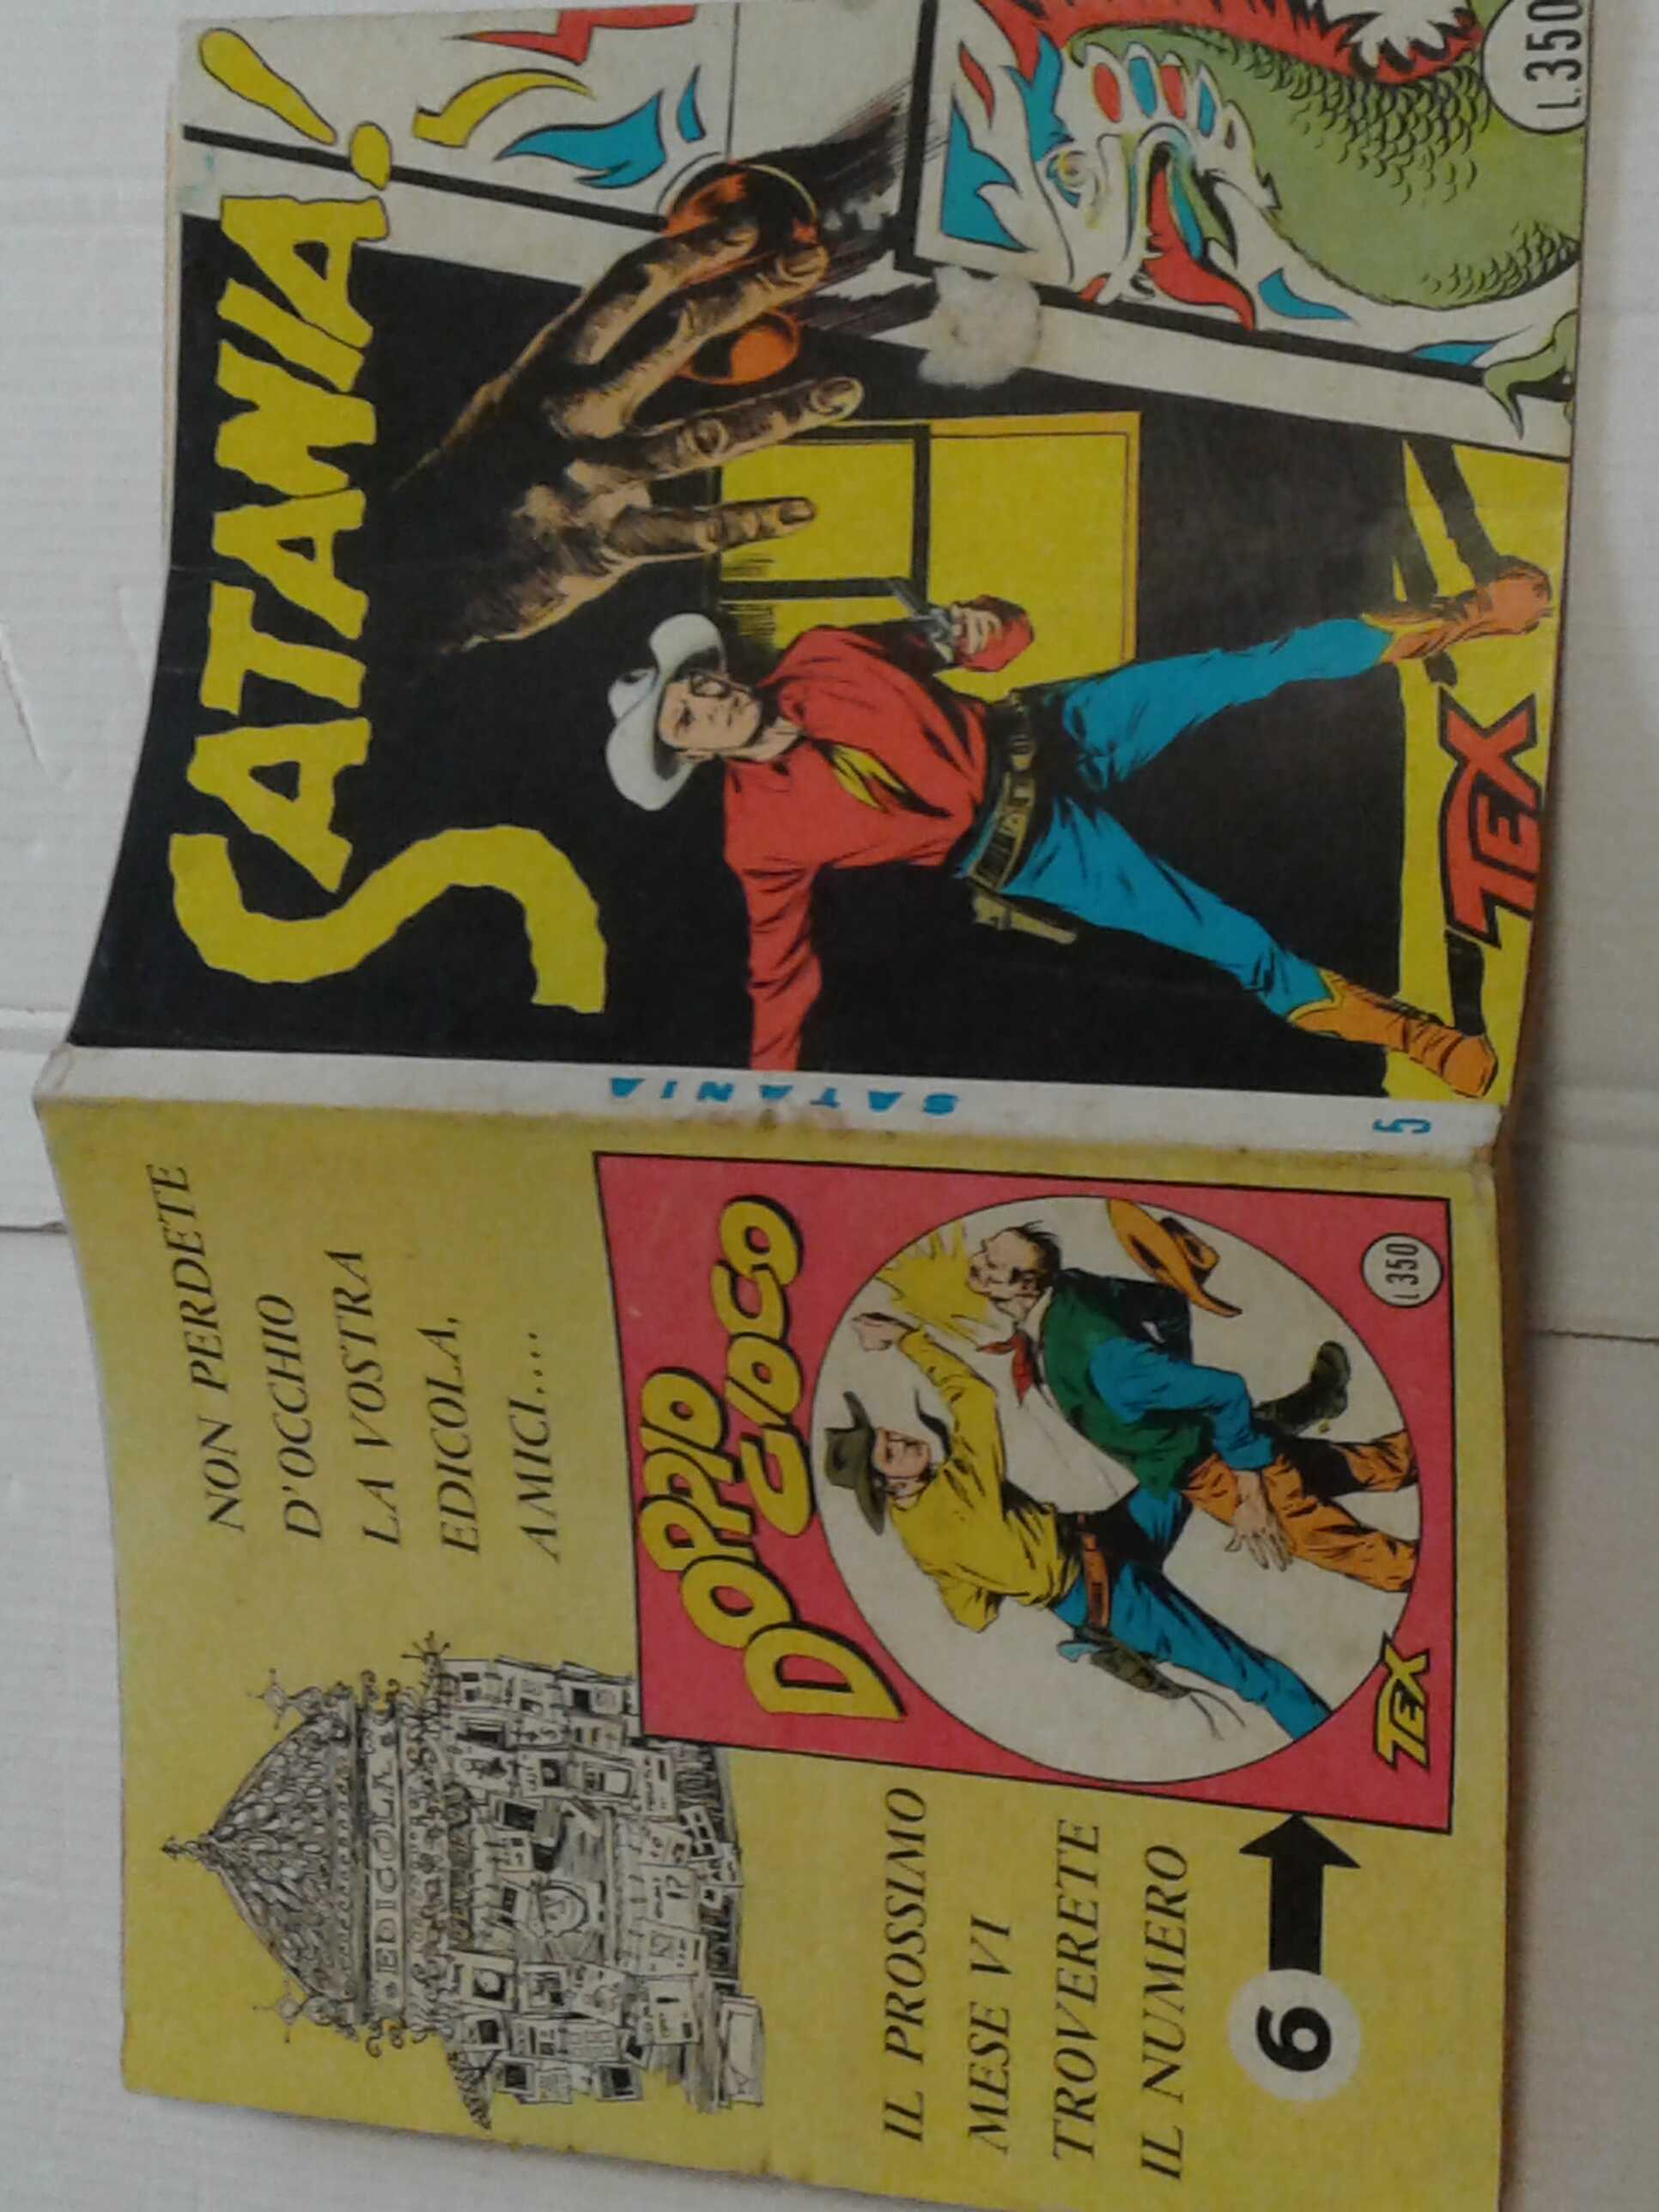 SATANIA!
L.350
TEX
SATANIA
5
NON PERDETE
D'OCCHIO
LA VOSTRA
EDICOLA,
AMICI....
EDICOLA
DOPPIO
GIOCO
L.350
TEX
IL PROSSIMO
MESE VI
TROVERETE
IL NUMERO
6